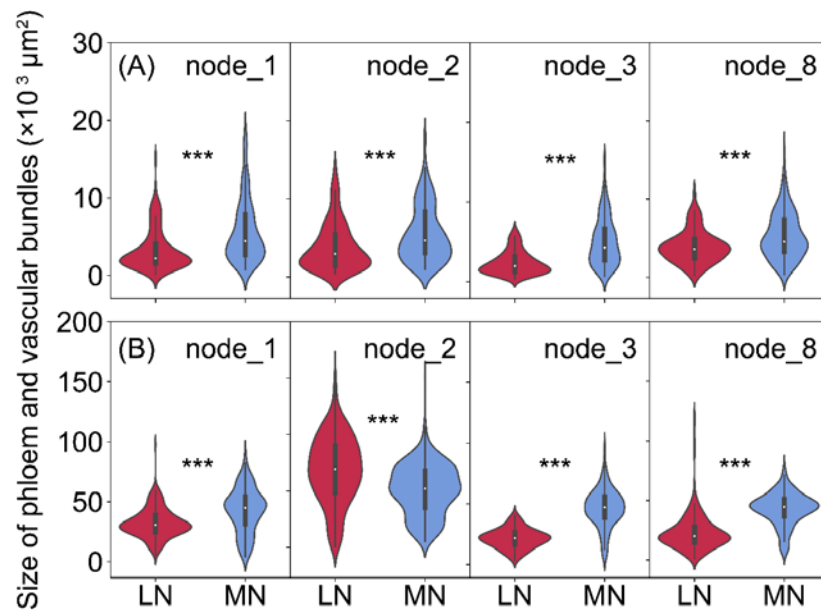 Size of phloem and vascular bundles (×10³ µm²)
30
20
10
0
(A) node_1 node_2 node_3 node_8
*** *** *** ***
200
150
100
50
0
(B) node_1 node_2 node_3 node_8
*** *** *** ***
LN MN LN MN LN MN LN MN